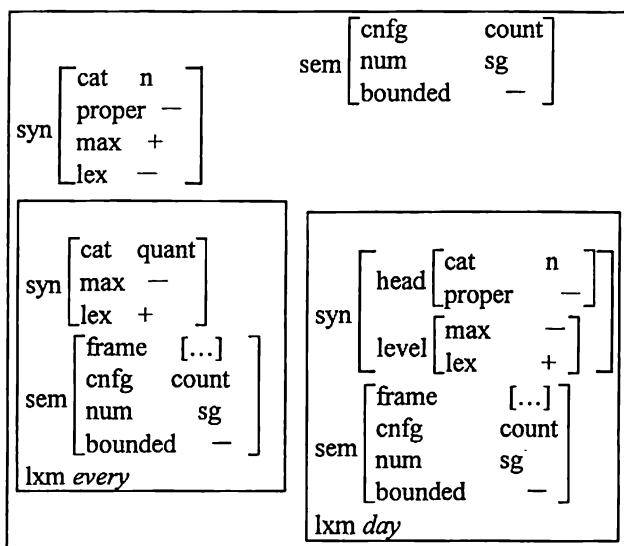 sem [cnfg count
num sg
bounded −]
syn [cat n
proper −
max +
lex −]
syn [cat quant
max −
lex +]
sem [frame [...]
cnfg count
num sg
bounded −]
lxm every
syn [head [cat n
proper −]
level [max −
lex +]]
sem [frame [...]
cnfg count
num sg
bounded −]
lxm day